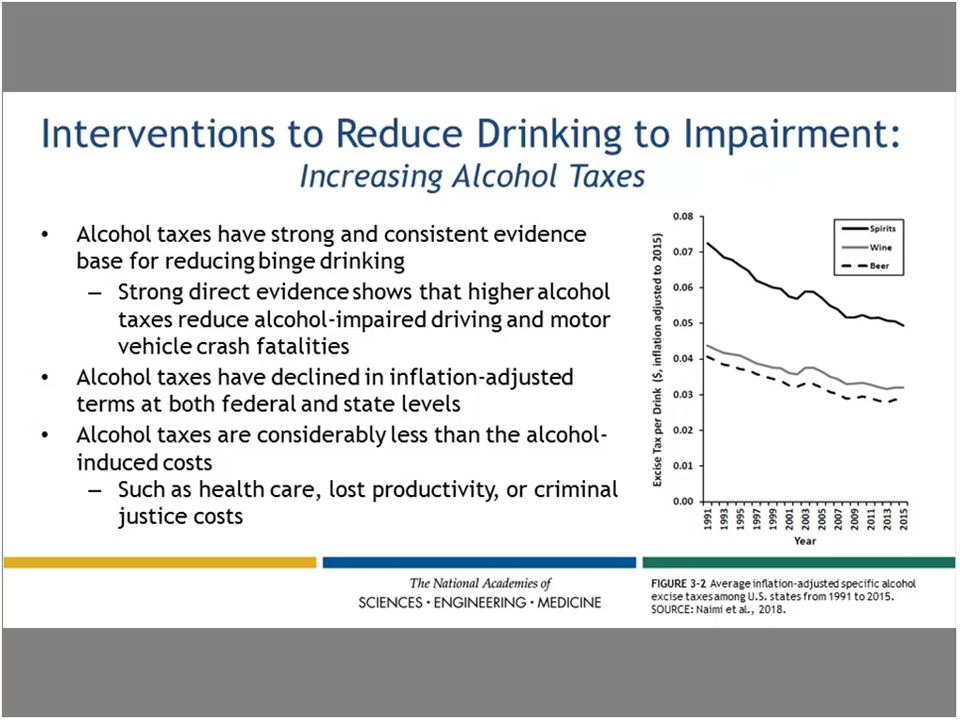 Interventions to Reduce Drinking to Impairment:
Increasing Alcohol Taxes
• Alcohol taxes have strong and consistent evidence
base for reducing binge drinking
– Strong direct evidence shows that higher alcohol
taxes reduce alcohol-impaired driving and motor
vehicle crash fatalities
• Alcohol taxes have declined in inflation-adjusted
terms at both federal and state levels
• Alcohol taxes are considerably less than the alcohol-
induced costs
– Such as health care, lost productivity, or criminal
justice costs
Excise Tax per Drink ($, inflation adjusted to 2015)
0.08
0.07
0.06
0.05
0.04
0.03
0.02
0.01
0.00
Spirits
Wine
Beer
1991 1993 1995 1997 1999 2001 2003 2005 2007 2009 2011 2013 2015
Year
The National Academies of
SCIENCES • ENGINEERING • MEDICINE
FIGURE 3-2 Average inflation-adjusted specific alcohol
excise taxes among U.S. states from 1991 to 2015.
SOURCE: Naimi et al., 2018.